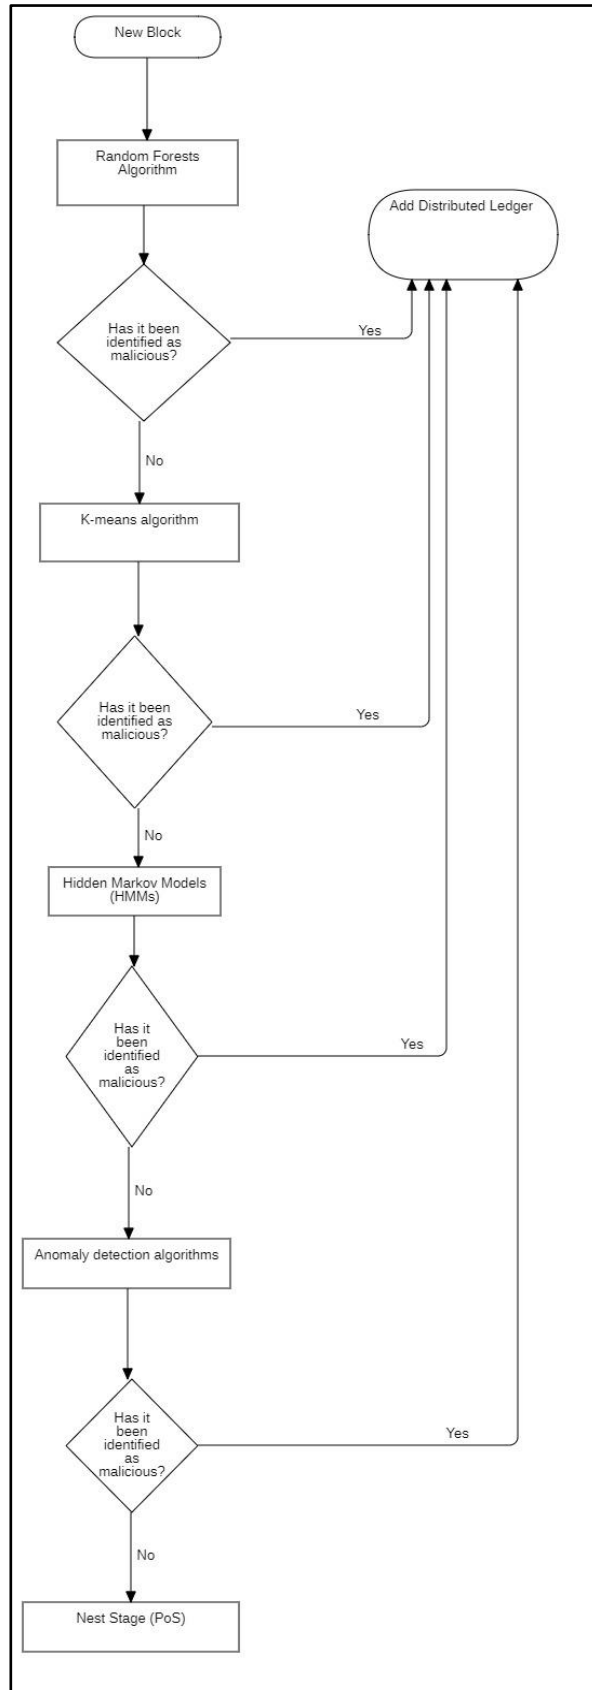 New Block
Random Forests
Algorithm
Add Distributed Ledger
Has it been
identified as
malicious?
Yes
No
K-means algorithm
Has it been
identified as
malicious?
Yes
No
Hidden Markov Models
(HMMs)
Has it
been
identified
as
malicious?
Yes
No
Anomaly detection algorithms
Has it
been
identified
as
malicious?
Yes
No
Nest Stage (PoS)